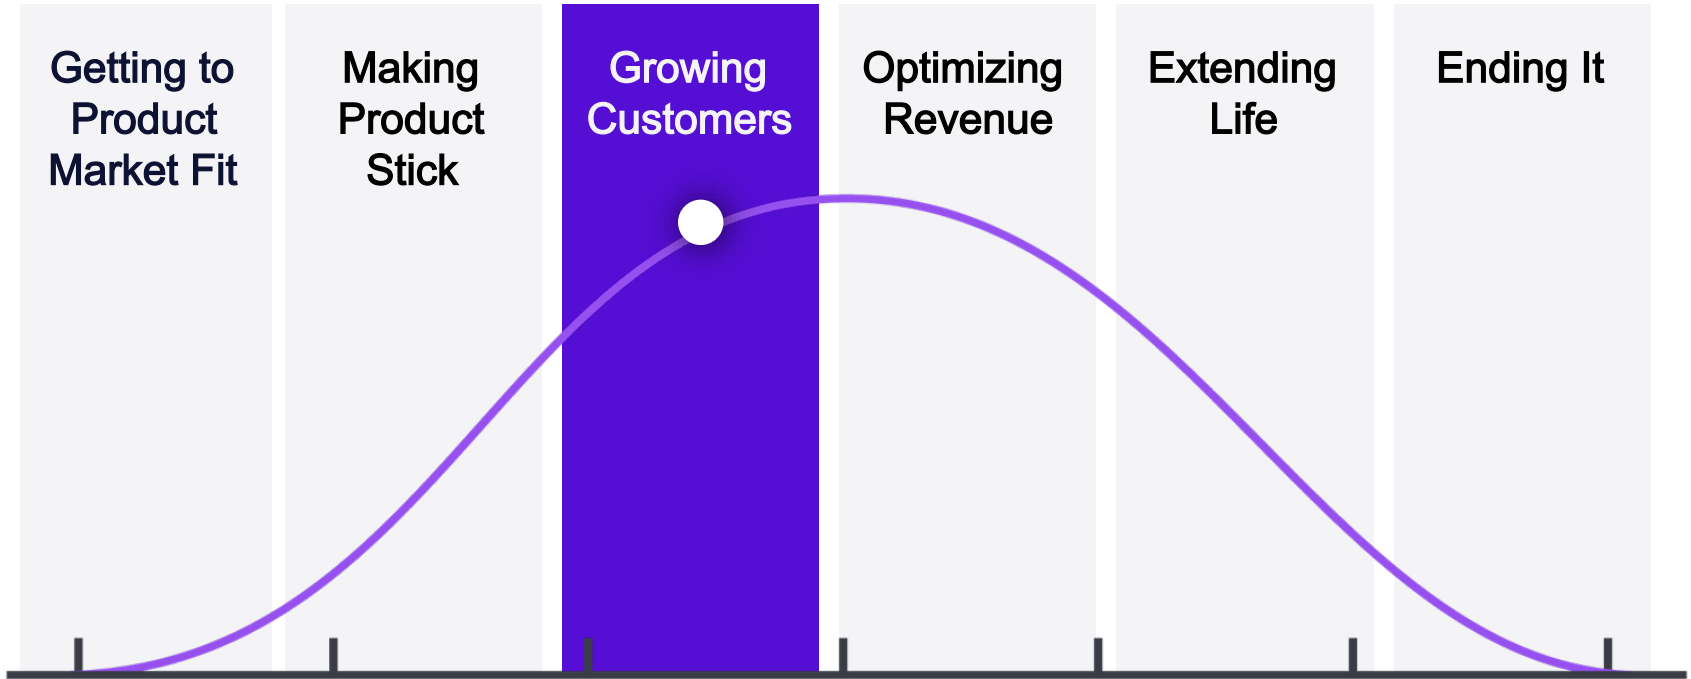 Getting to
Product
Market Fit
Making
Product
Stick
Growing
Customers
Optimizing
Revenue
Extending
Life
Ending It